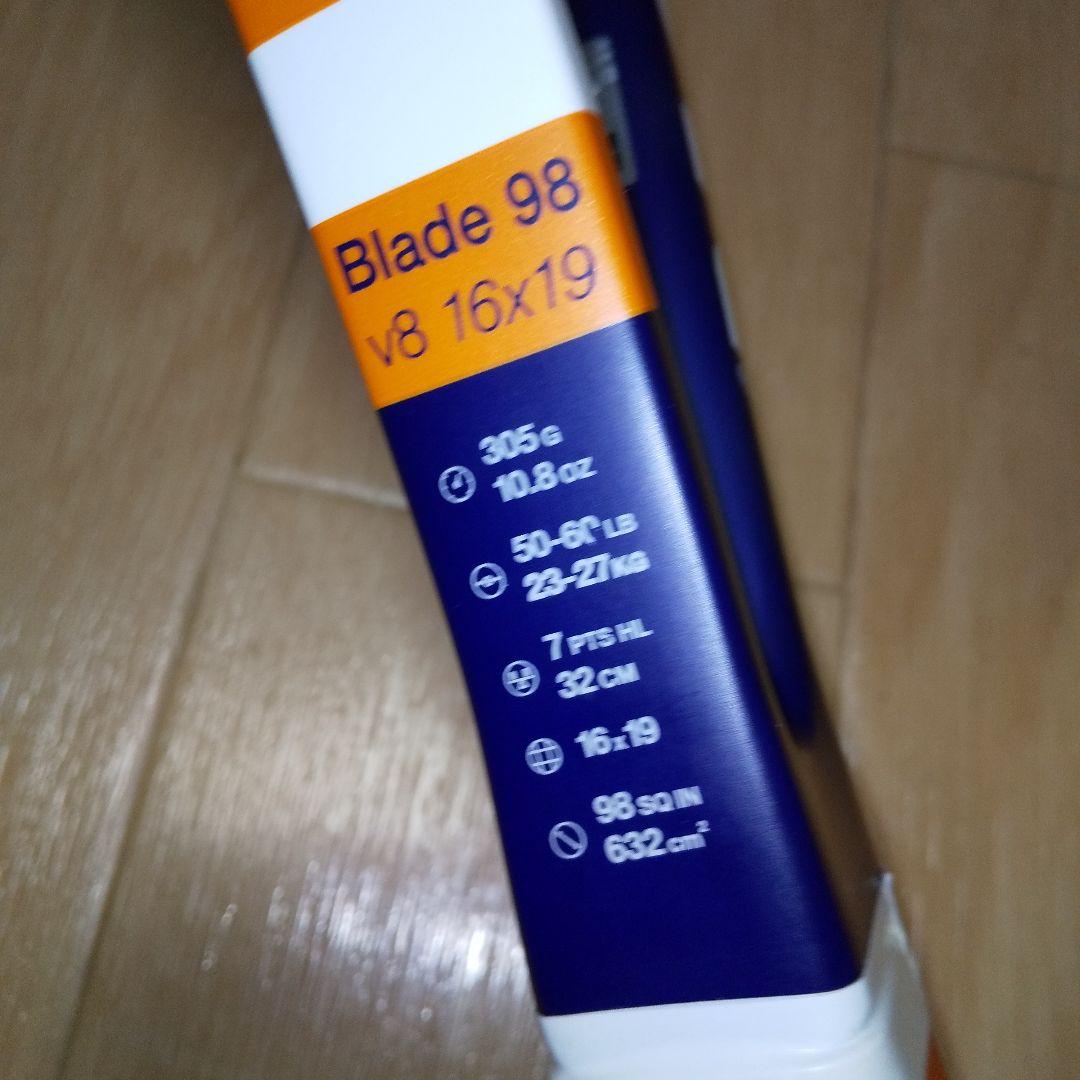 Blade 98
v8 16x19
305G
10.8OZ
50-60LB
23-27KG
7 PTS HL
32CM
16x19
98 SQ IN
632cm²